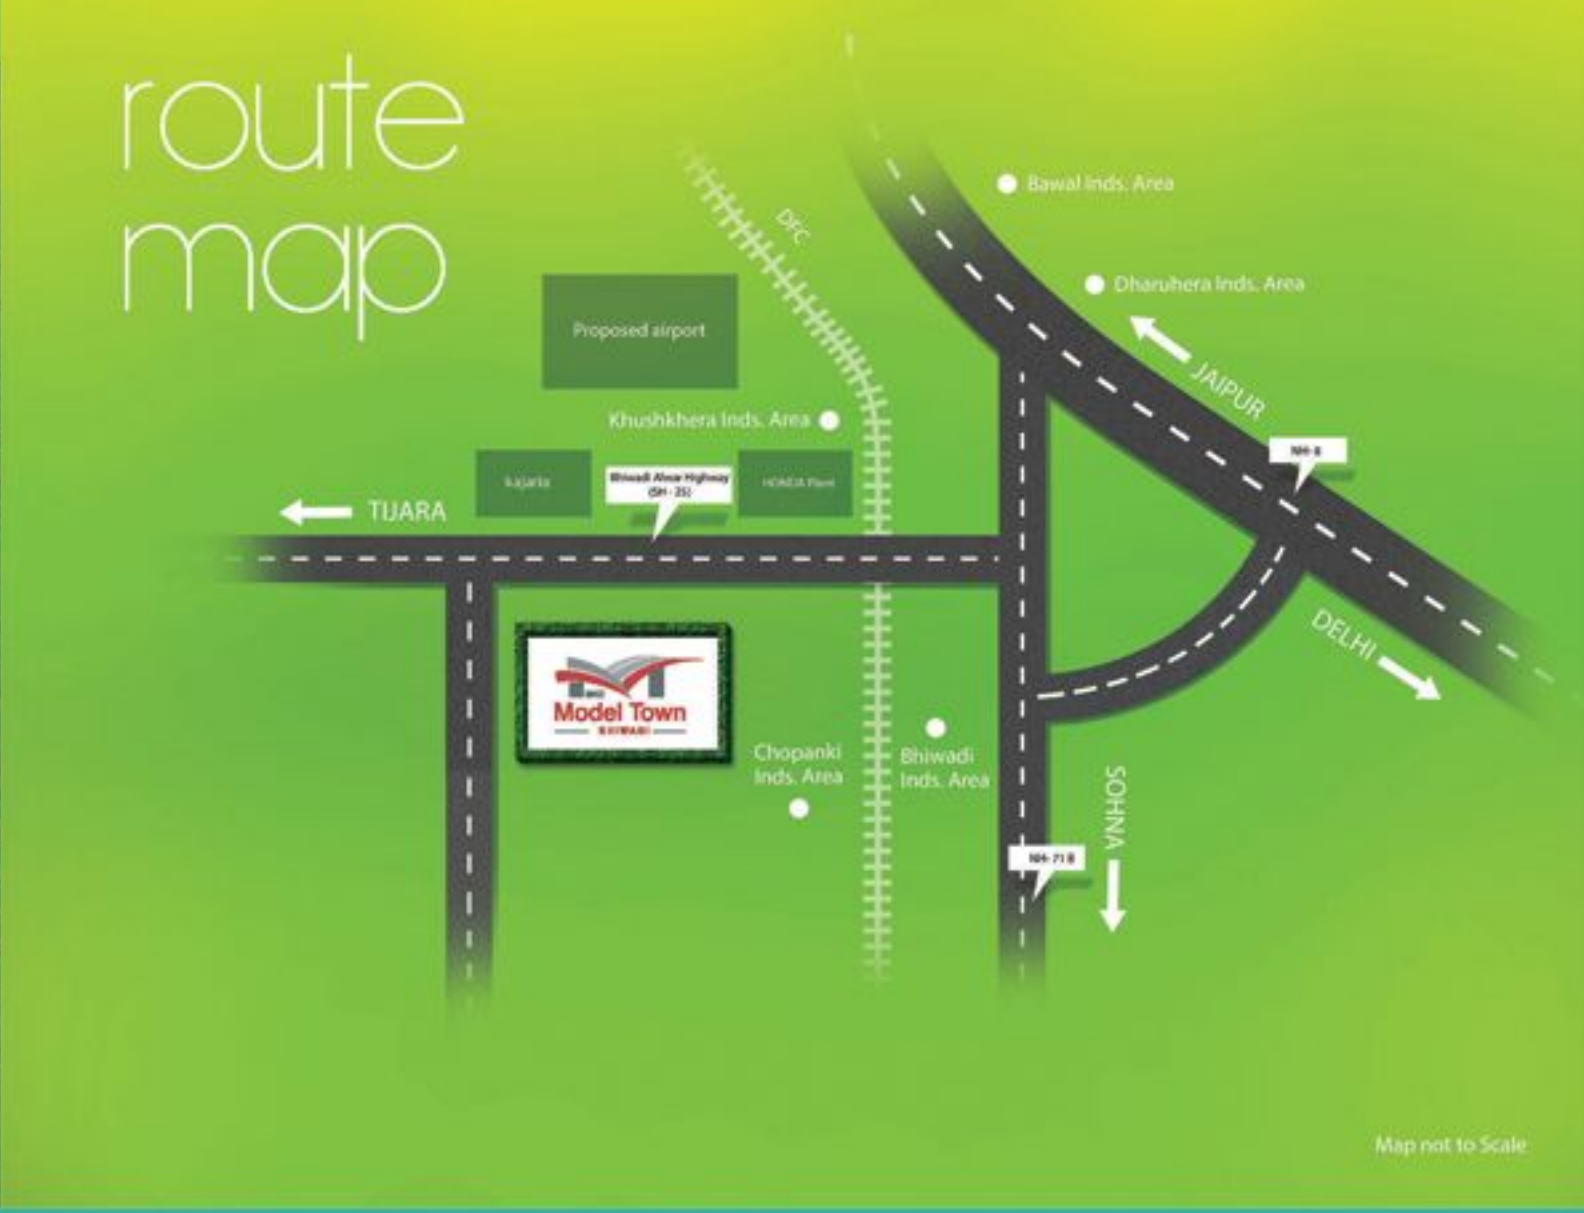 route
map
Bawal Inds. Area
DFC
Dharuhera Inds. Area
JAIPUR
Proposed airport
Khushkhera Inds. Area
NH-8
kajaria
Bhiwadi Alwar Highway
(SH - 25)
HONDA Plant
TIJARA
DELHI
Model Town
BHIWADI
Chopanki
Inds. Area
Bhiwadi
Inds. Area
SOHNA
NH-71 B
Map not to Scale